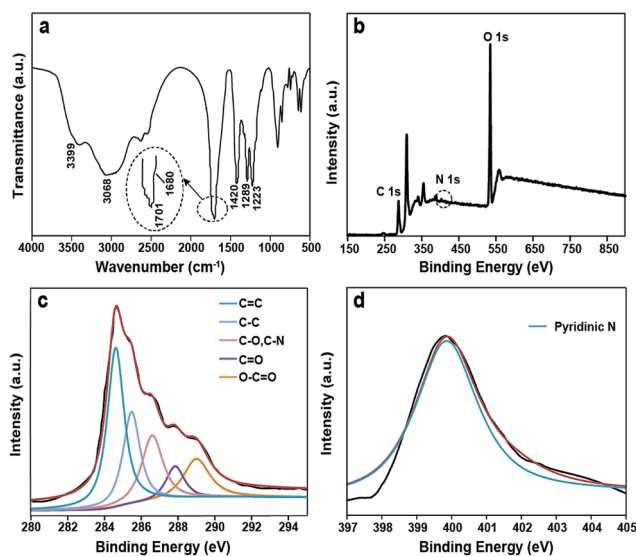 a
Transmittance (a.u.)
3399
3068
1701
1680
1420
1289
1223
4000 3500 3000 2500 2000 1500 1000 500
Wavenumber (cm-1)
b
Intensity (a.u.)
C 1s
N 1s
O 1s
150 250 350 450 550 650 750 850
Binding Energy (eV)
c
Intensity (a.u.)
C=C
C-C
C-O,C-N
C=O
O-C=O
280 282 284 286 288 290 292 294
Binding Energy (eV)
d
Intensity (a.u.)
Pyridinic N
397 398 399 400 401 402 403 404 405
Binding Energy (eV)